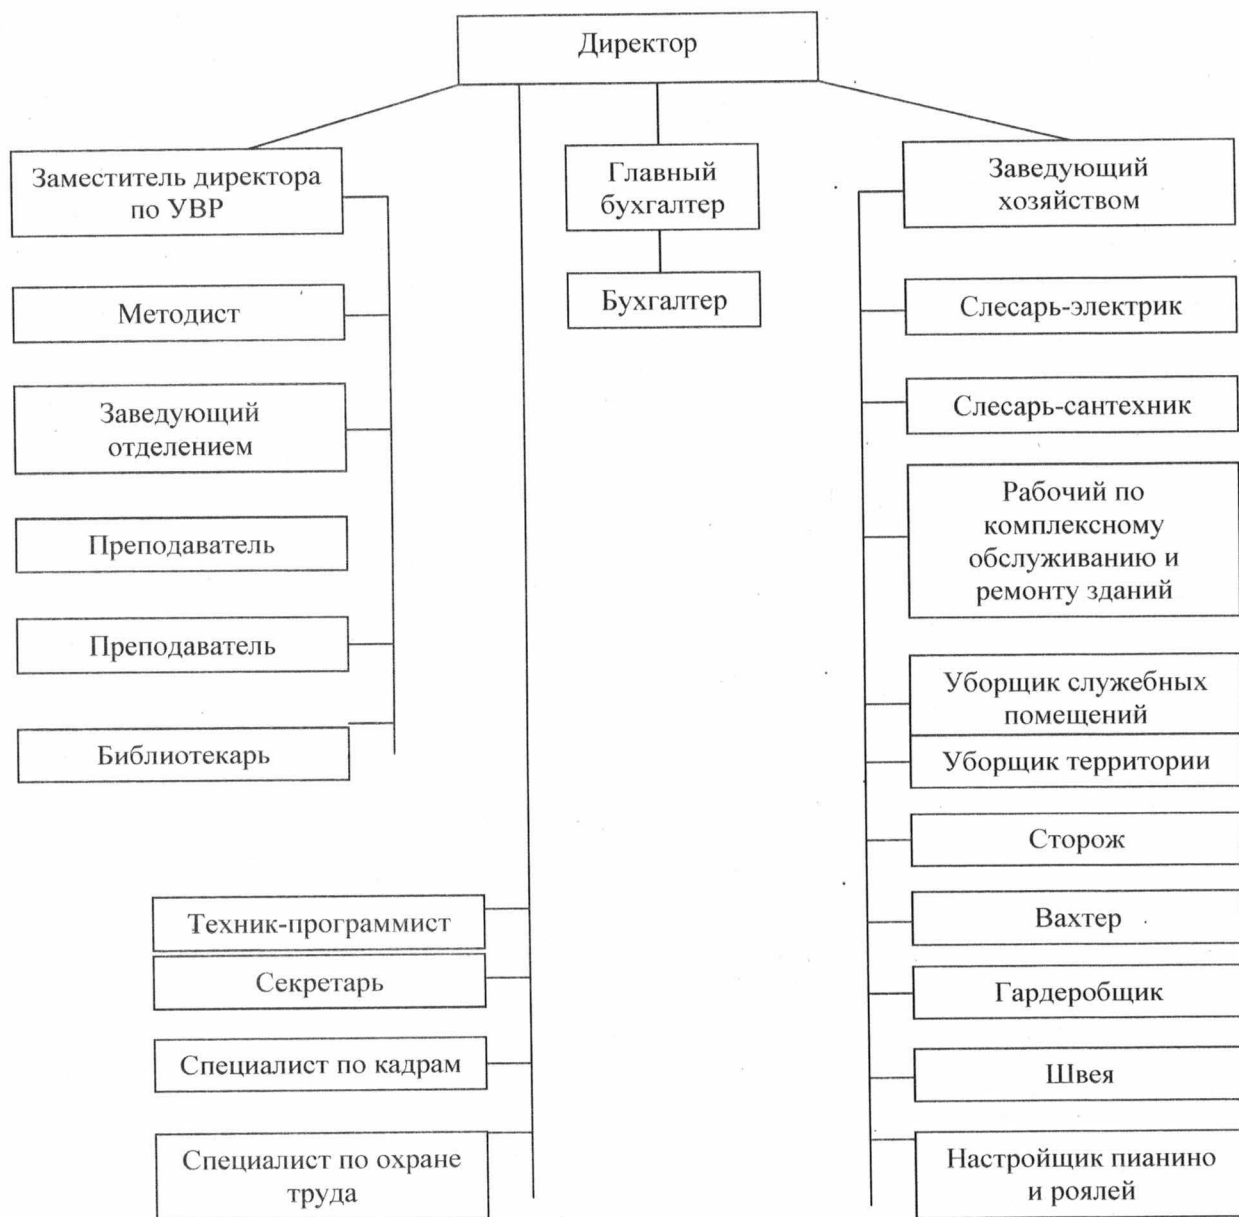 Директор
Заместитель директора
по УВР
Методист
Заведующий
отделением
Преподаватель
Преподаватель
Библиотекарь
Техник-программист
Секретарь
Специалист по кадрам
Специалист по охране
труда
Главный
бухгалтер
Бухгалтер
Заведующий
хозяйством
Слесарь-электрик
Слесарь-сантехник
Рабочий по
комплексному
обслуживанию и
ремонту зданий
Уборщик служебных
помещений
Уборщик территории
Сторож
Вахтер
Гардеробщик
Швея
Настройщик пианино
и роялей